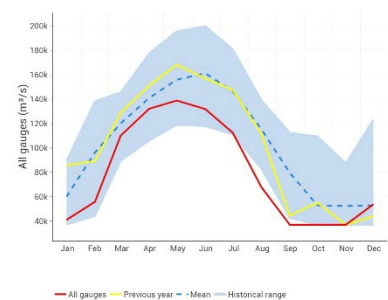 All gauges (m³/s)
200k
180k
160k
140k
120k
100k
80k
60k
40k
Jan Feb Mar Apr May Jun Jul Aug Sep Oct Nov Dec
All gauges Previous year Mean Historical range